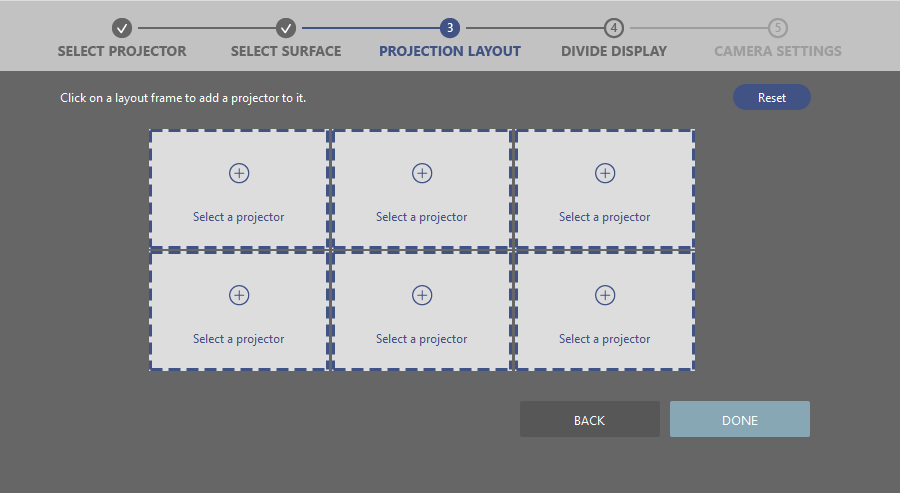 3 4 5
SELECT PROJECTOR SELECT SURFACE PROJECTION LAYOUT DIVIDE DISPLAY CAMERA SETTINGS
Click on a layout frame to add a projector to it. Reset
Select a projector Select a projector Select a projector
Select a projector Select a projector Select a projector
BACK DONE